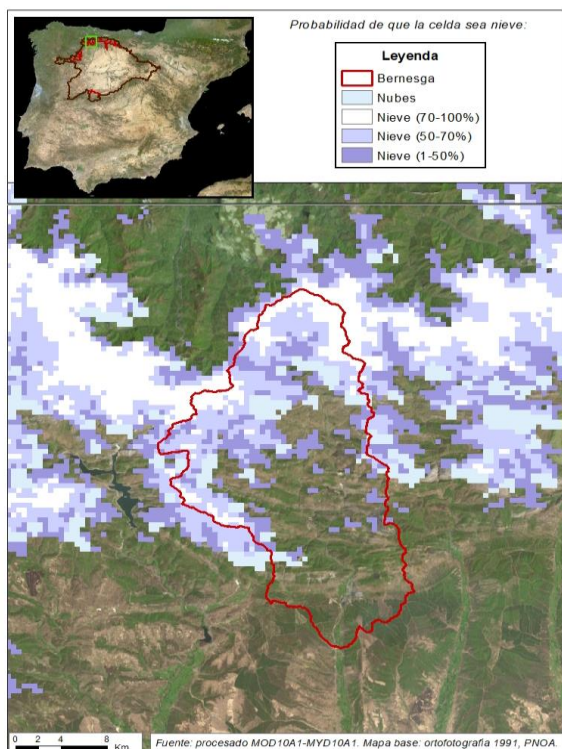 Probabilidad de que la celda sea nieve:
Leyenda
Bernesga
Nubes
Nieve (70-100%)
Nieve (50-70%)
Nieve (1-50%)
0 2 4 8
Km
Fuente: procesado MOD10A1-MYD10A1. Mapa base: ortofotografía 1991, PNOA.